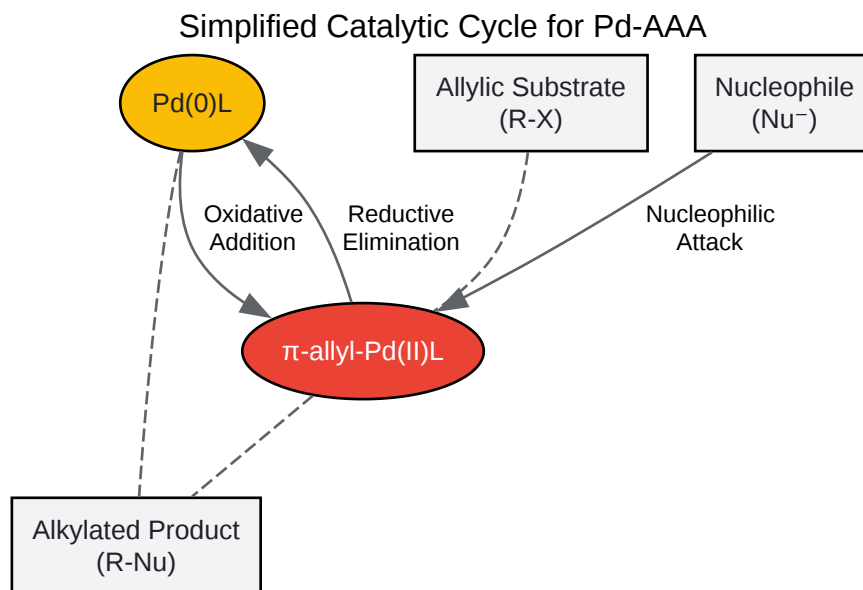 Simplified Catalytic Cycle for Pd-AAA
Pd(0)L
Allylic Substrate
(R-X)
Nucleophile
(Nu⁻)
Oxidative
Addition
Reductive
Elimination
Nucleophilic
Attack
π-allyl-Pd(II)L
Alkylated Product
(R-Nu)